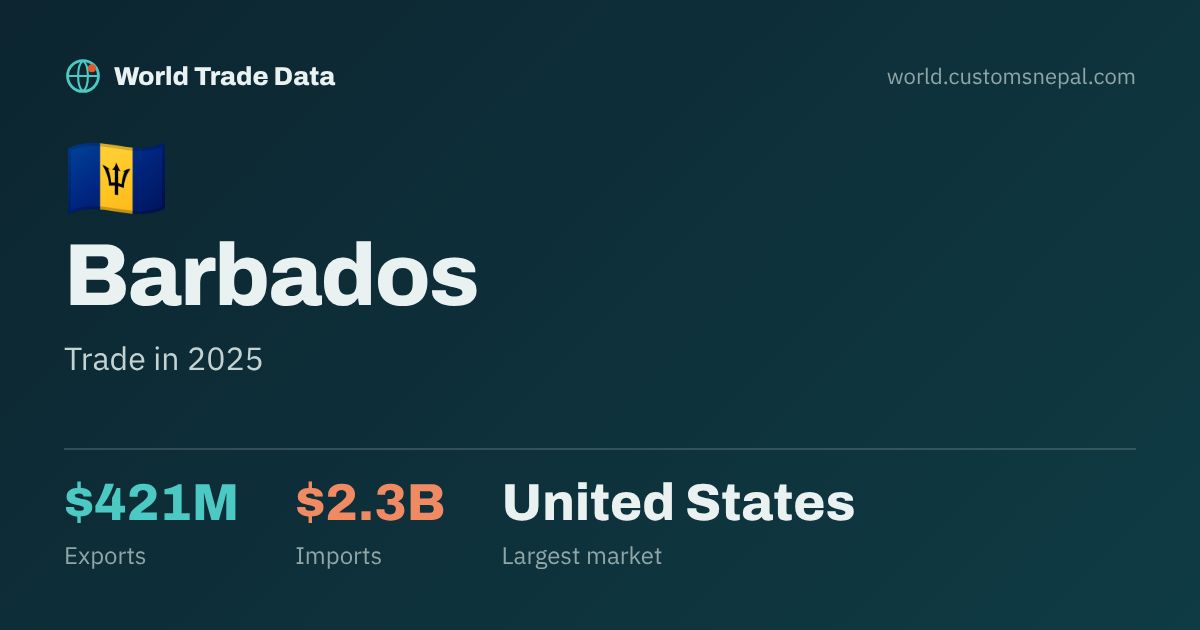 World Trade Data
world.customsnepal.com
Barbados
Trade in 2025
$421M
Exports
$2.3B
Imports
United States
Largest market